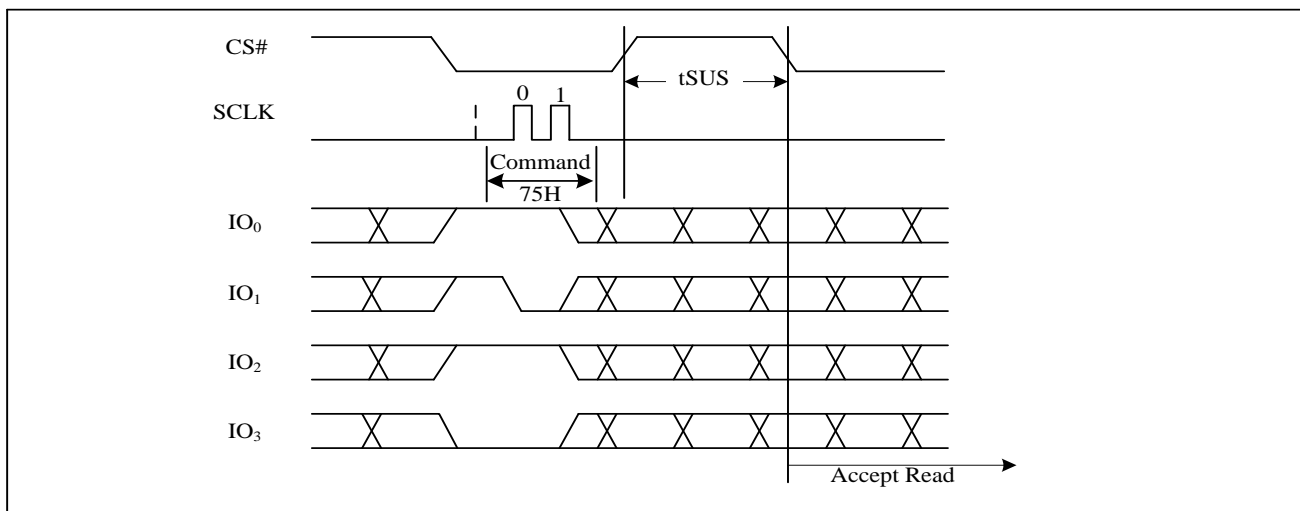 CS#
tSUS
SCLK
0 1
Command
75H
IO₀
IO₁
IO₂
IO₃
Accept Read